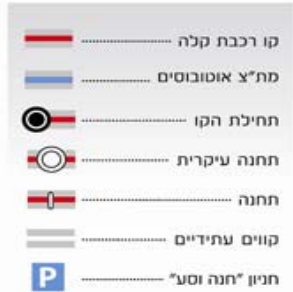 קו רכבת קלה
מת"צ אוטובוסים
תחילת הקו
תחנה עיקרית
תחנה
קווים עתידיים
חניון "חנה וסע" P